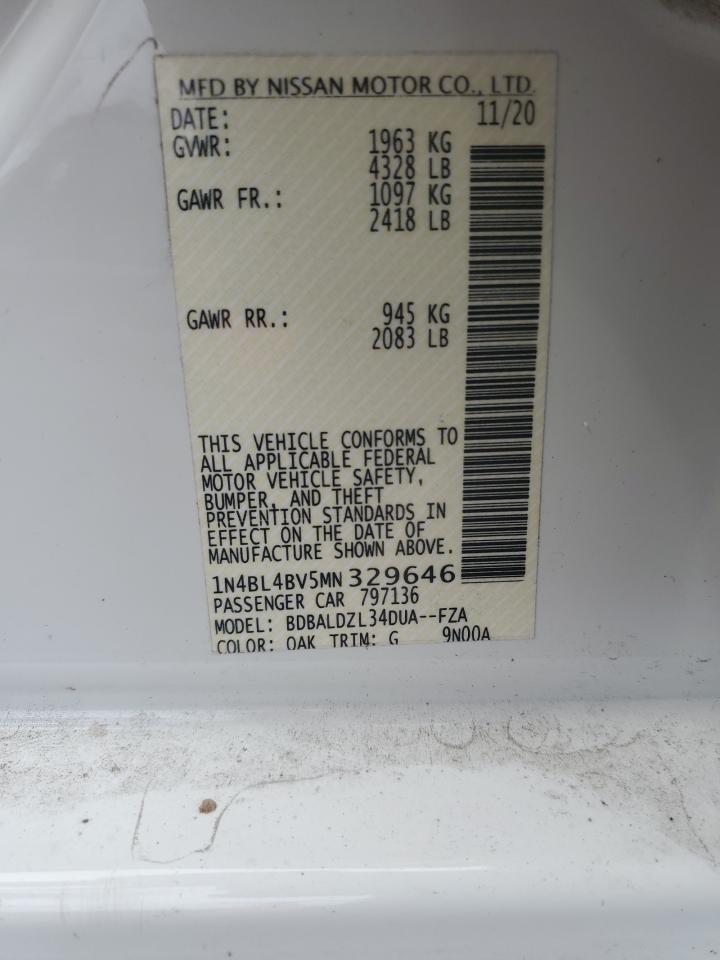 MFD BY NISSAN MOTOR CO., LTD.
DATE: 11/20
GVWR: 1963 KG
4328 LB
GAWR FR.: 1097 KG
2418 LB
GAWR RR.: 945 KG
2083 LB
THIS VEHICLE CONFORMS TO
ALL APPLICABLE FEDERAL
MOTOR VEHICLE SAFETY,
BUMPER, AND THEFT
PREVENTION STANDARDS IN
EFFECT ON THE DATE OF
MANUFACTURE SHOWN ABOVE.
1N4BL4BV5MN329646
PASSENGER CAR 797136
MODEL: BDBALDZL34DUA--FZA
COLOR: QAK TRIM: G 9N00A